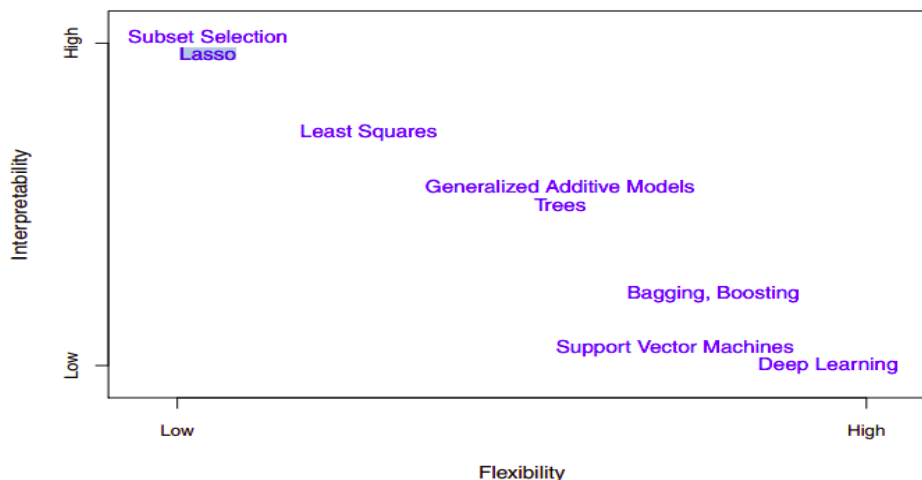 High
Subset Selection
Lasso
Least Squares
Generalized Additive Models
Trees
Interpretability
Bagging, Boosting
Support Vector Machines
Low
Deep Learning
Low
High
Flexibility